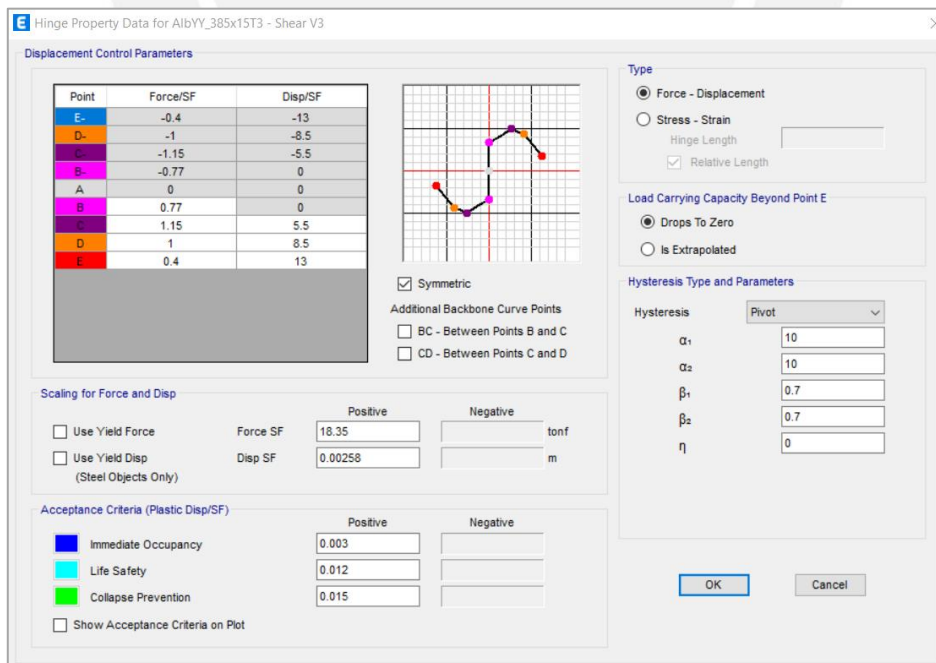 E Hinge Property Data for AlbYY_385x15T3 - Shear V3
Displacement Control Parameters
Point Force/SF Disp/SF
E- -0.4 -13
D- -1 -8.5
C- -1.15 -5.5
B- -0.77 0
A 0 0
B 0.77 0
C 1.15 5.5
D 1 8.5
E 0.4 13
Symmetric
Additional Backbone Curve Points
BC - Between Points B and C
CD - Between Points C and D
Scaling for Force and Disp
Positive Negative
Use Yield Force Force SF 18.35 tonf
Use Yield Disp Disp SF 0.00258 m
(Steel Objects Only)
Acceptance Criteria (Plastic Disp/SF)
Positive Negative
Immediate Occupancy 0.003
Life Safety 0.012
Collapse Prevention 0.015
Show Acceptance Criteria on Plot
Type
Force - Displacement
Stress - Strain
Hinge Length
Relative Length
Load Carrying Capacity Beyond Point E
Drops To Zero
Is Extrapolated
Hysteresis Type and Parameters
Hysteresis Pivot
α₁ 10
α₂ 10
β₁ 0.7
β₂ 0.7
η 0
OK Cancel